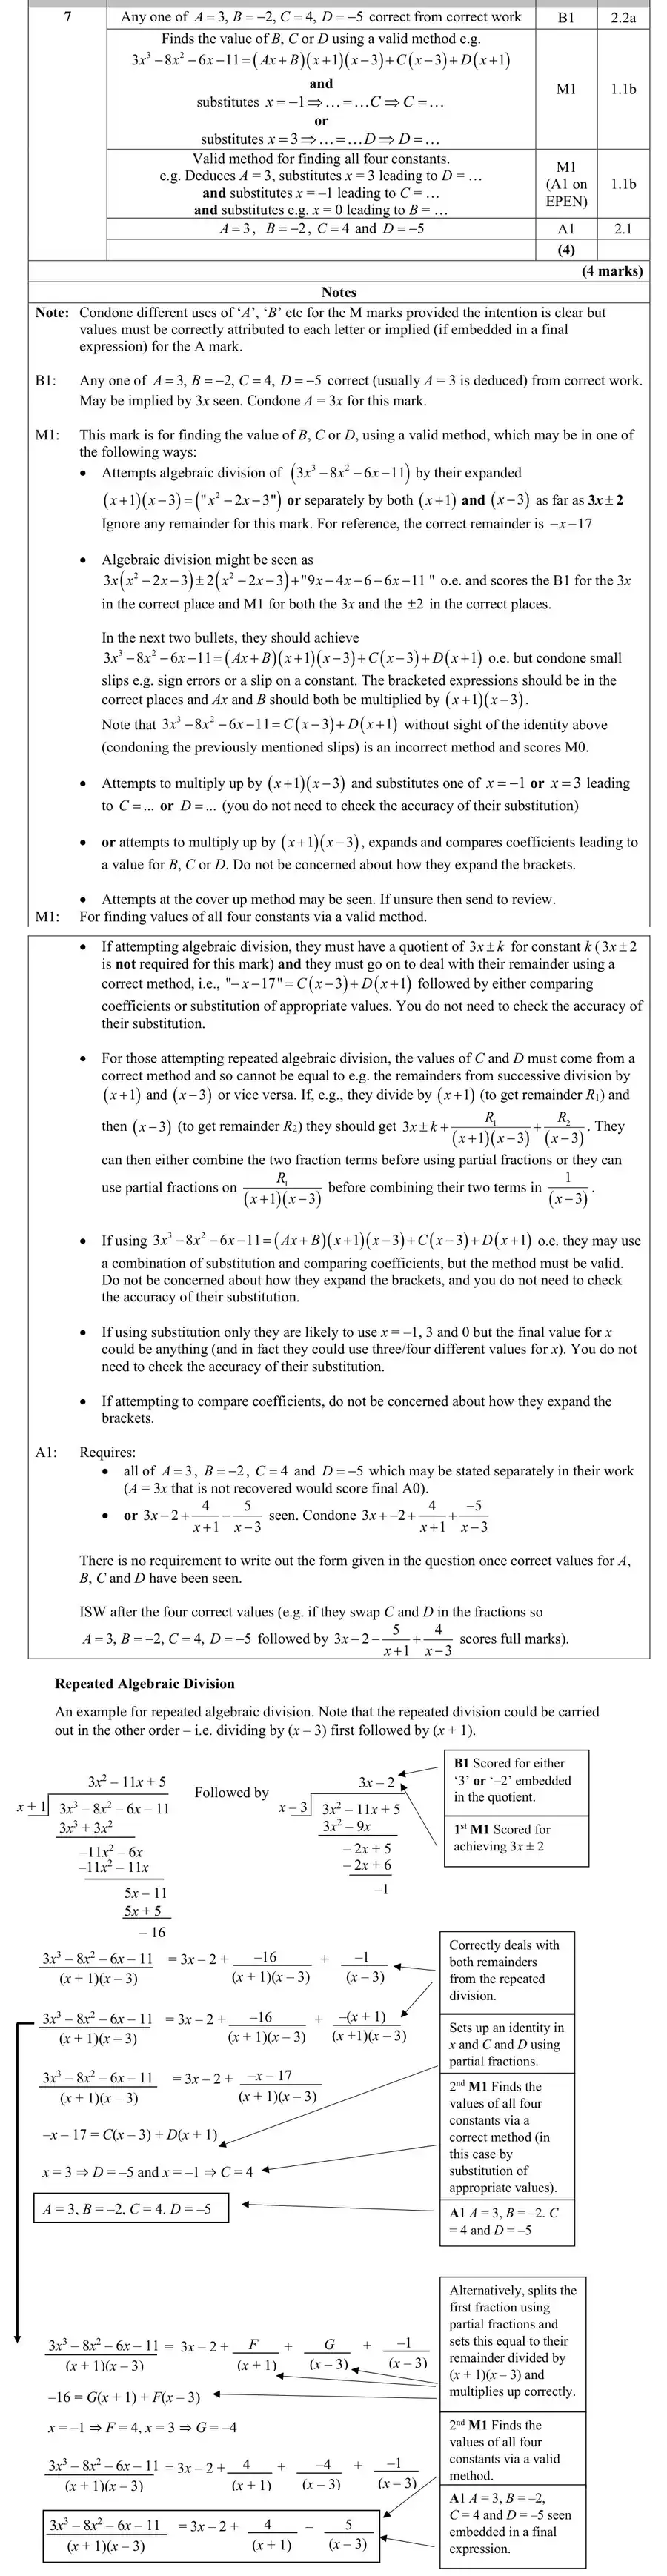 7 Any one of A = 3, B = −2, C = 4, D = −5 correct from correct work B1 2.2a
Finds the value of B, C or D using a valid method e.g.
3x³ − 8x² − 6x − 11 = (Ax + B)(x + 1)(x − 3) + C(x − 3) + D(x + 1)
and
substitutes x = −1 ⇒ … = …C ⇒ C = …
or
substitutes x = 3 ⇒ … = …D ⇒ D = …
M1 1.1b
Valid method for finding all four constants.
e.g. Deduces A = 3, substitutes x = 3 leading to D = …
and substitutes x = −1 leading to C = …
and substitutes e.g. x = 0 leading to B = …
M1
(A1 on
EPEN)
1.1b
A = 3, B = −2, C = 4 and D = −5 A1 2.1
(4)
(4 marks)
Notes
Note: Condone different uses of ‘A’, ‘B’ etc for the M marks provided the intention is clear but
values must be correctly attributed to each letter or implied (if embedded in a final
expression) for the A mark.
B1: Any one of A = 3, B = −2, C = 4, D = −5 correct (usually A = 3 is deduced) from correct work.
May be implied by 3x seen. Condone A = 3x for this mark.
M1: This mark is for finding the value of B, C or D, using a valid method, which may be in one of
the following ways:
• Attempts algebraic division of (3x³ − 8x² − 6x − 11) by their expanded
(x + 1)(x − 3) = ("x² − 2x − 3") or separately by both (x + 1) and (x − 3) as far as 3x ± 2
Ignore any remainder for this mark. For reference, the correct remainder is −x − 17
• Algebraic division might be seen as
3x(x² − 2x − 3) ± 2(x² − 2x − 3) + "9x − 4x − 6 − 6x − 11 " o.e. and scores the B1 for the 3x
in the correct place and M1 for both the 3x and the ±2 in the correct places.
In the next two bullets, they should achieve
3x³ − 8x² − 6x − 11 = (Ax + B)(x + 1)(x − 3) + C(x − 3) + D(x + 1) o.e. but condone small
slips e.g. sign errors or a slip on a constant. The bracketed expressions should be in the
correct places and Ax and B should both be multiplied by (x + 1)(x − 3).
Note that 3x³ − 8x² − 6x − 11 = C(x − 3) + D(x + 1) without sight of the identity above
(condoning the previously mentioned slips) is an incorrect method and scores M0.
• Attempts to multiply up by (x + 1)(x − 3) and substitutes one of x = −1 or x = 3 leading
to C = ... or D = ... (you do not need to check the accuracy of their substitution)
• or attempts to multiply up by (x + 1)(x − 3), expands and compares coefficients leading to
a value for B, C or D. Do not be concerned about how they expand the brackets.
• Attempts at the cover up method may be seen. If unsure then send to review.
M1: For finding values of all four constants via a valid method.
• If attempting algebraic division, they must have a quotient of 3x ± k for constant k (3x ± 2
is not required for this mark) and they must go on to deal with their remainder using a
correct method, i.e., "−x − 17" = C(x − 3) + D(x + 1) followed by either comparing
coefficients or substitution of appropriate values. You do not need to check the accuracy of
their substitution.
• For those attempting repeated algebraic division, the values of C and D must come from a
correct method and so cannot be equal to e.g. the remainders from successive division by
(x + 1) and (x − 3) or vice versa. If, e.g., they divide by (x + 1) (to get remainder R₁) and
then (x − 3) (to get remainder R₂) they should get 3x ± k + R₁/((x + 1)(x − 3)) + R₂/(x − 3). They
can then either combine the two fraction terms before using partial fractions or they can
use partial fractions on R₁/((x + 1)(x − 3)) before combining their two terms in 1/(x − 3).
• If using 3x³ − 8x² − 6x − 11 = (Ax + B)(x + 1)(x − 3) + C(x − 3) + D(x + 1) o.e. they may use
a combination of substitution and comparing coefficients, but the method must be valid.
Do not be concerned about how they expand the brackets, and you do not need to check
the accuracy of their substitution.
• If using substitution only they are likely to use x = −1, 3 and 0 but the final value for x
could be anything (and in fact they could use three/four different values for x). You do not
need to check the accuracy of their substitution.
• If attempting to compare coefficients, do not be concerned about how they expand the
brackets.
A1: Requires:
• all of A = 3, B = −2, C = 4 and D = −5 which may be stated separately in their work
(A = 3x that is not recovered would score final A0).
• or 3x − 2 + 4/(x + 1) − 5/(x − 3) seen. Condone 3x + −2 + 4/(x + 1) + −5/(x − 3)
There is no requirement to write out the form given in the question once correct values for A,
B, C and D have been seen.
ISW after the four correct values (e.g. if they swap C and D in the fractions so
A = 3, B = −2, C = 4, D = −5 followed by 3x − 2 − 5/(x + 1) + 4/(x − 3) scores full marks).
Repeated Algebraic Division
An example for repeated algebraic division. Note that the repeated division could be carried
out in the other order – i.e. dividing by (x – 3) first followed by (x + 1).
3x² – 11x + 5
x + 1 3x³ – 8x² – 6x – 11
3x³ + 3x²
–11x² – 6x
–11x² – 11x
5x – 11
5x + 5
– 16
Followed by
3x – 2
x – 3 3x² – 11x + 5
3x² – 9x
– 2x + 5
– 2x + 6
–1
B1 Scored for either
‘3’ or ‘–2’ embedded
in the quotient.
1st M1 Scored for
achieving 3x ± 2
(3x³ – 8x² – 6x – 11)/((x + 1)(x – 3)) = 3x – 2 + –16/((x + 1)(x – 3)) + –1/(x – 3)
(3x³ – 8x² – 6x – 11)/((x + 1)(x – 3)) = 3x – 2 + –16/((x + 1)(x – 3)) + –(x + 1)/((x +1)(x – 3))
(3x³ – 8x² – 6x – 11)/((x + 1)(x – 3)) = 3x – 2 + (–x – 17)/((x + 1)(x – 3))
–x – 17 = C(x – 3) + D(x + 1)
x = 3 ⇒ D = –5 and x = –1 ⇒ C = 4
A = 3, B = –2, C = 4. D = –5
Correctly deals with
both remainders
from the repeated
division.
Sets up an identity in
x and C and D using
partial fractions.
2nd M1 Finds the
values of all four
constants via a
correct method (in
this case by
substitution of
appropriate values).
A1 A = 3, B = –2. C
= 4 and D = –5
Alternatively, splits the
first fraction using
partial fractions and
sets this equal to their
remainder divided by
(x + 1)(x – 3) and
multiplies up correctly.
2nd M1 Finds the
values of all four
constants via a valid
method.
A1 A = 3, B = –2,
C = 4 and D = –5 seen
embedded in a final
expression.
(3x³ – 8x² – 6x – 11)/((x + 1)(x – 3)) = 3x – 2 + F/(x + 1) + G/(x – 3) + –1/(x – 3)
–16 = G(x + 1) + F(x – 3)
x = –1 ⇒ F = 4, x = 3 ⇒ G = –4
(3x³ – 8x² – 6x – 11)/((x + 1)(x – 3)) = 3x – 2 + 4/(x + 1) + –4/(x – 3) + –1/(x – 3)
(3x³ – 8x² – 6x – 11)/((x + 1)(x – 3)) = 3x – 2 + 4/(x + 1) – 5/(x – 3)